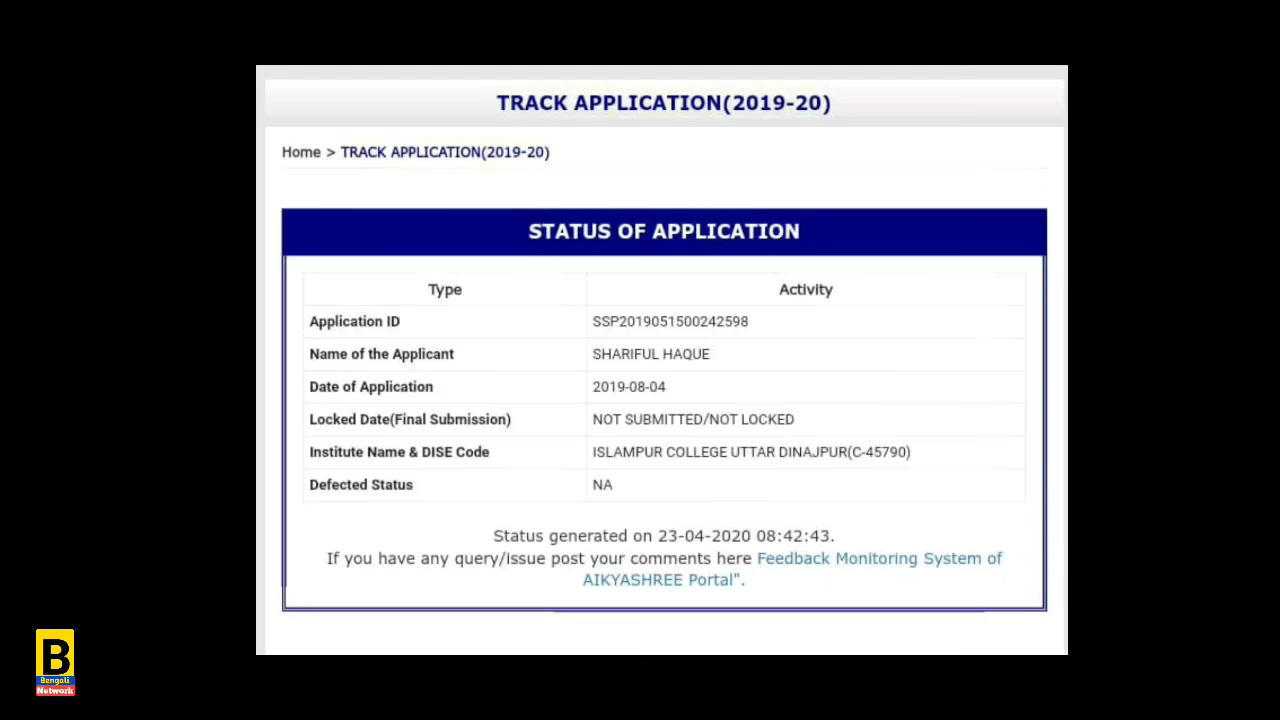 TRACK APPLICATION(2019-20)
Home > TRACK APPLICATION(2019-20)
STATUS OF APPLICATION
Type Activity
Application ID SSP2019051500242598
Name of the Applicant SHARIFUL HAQUE
Date of Application 2019-08-04
Locked Date(Final Submission) NOT SUBMITTED/NOT LOCKED
Institute Name & DISE Code ISLAMPUR COLLEGE UTTAR DINAJPUR(C-45790)
Defected Status NA
Status generated on 23-04-2020 08:42:43.
If you have any query/issue post your comments here Feedback Monitoring System of
AIKYASHREE Portal".
B
Bengali
Network